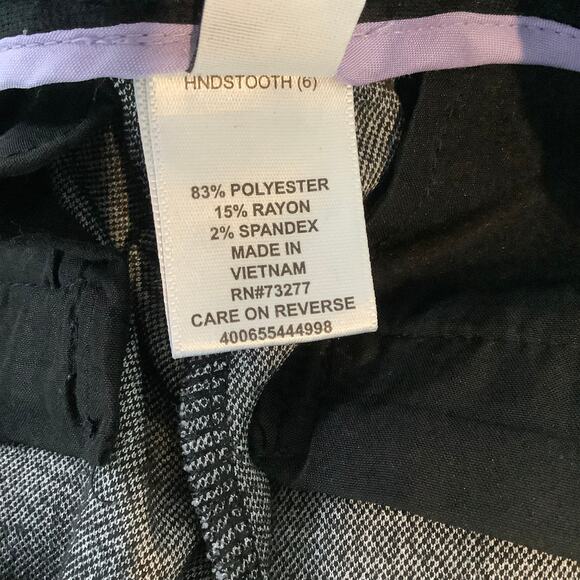 HNDSTOOTH (6)
83% POLYESTER
15% RAYON
2% SPANDEX
MADE IN
VIETNAM
RN#73277
CARE ON REVERSE
400655444998